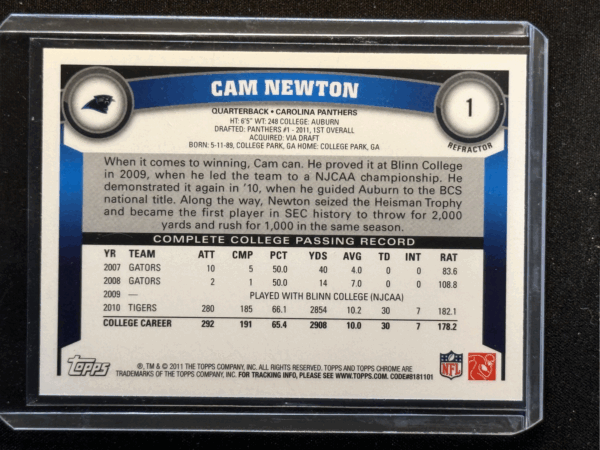 CAM NEWTON
1
REFRACTOR
QUARTERBACK • CAROLINA PANTHERS
HT: 6'5" WT: 248 COLLEGE: AUBURN
DRAFTED: PANTHERS #1 - 2011, 1ST OVERALL
ACQUIRED: VIA DRAFT
BORN: 5-11-89, COLLEGE PARK, GA HOME: COLLEGE PARK, GA
When it comes to winning, Cam can. He proved it at Blinn College
in 2009, when he led the team to a NJCAA championship. He
demonstrated it again in '10, when he guided Auburn to the BCS
national title. Along the way, Newton seized the Heisman Trophy
and became the first player in SEC history to throw for 2,000
yards and rush for 1,000 in the same season.
COMPLETE COLLEGE PASSING RECORD
YR TEAM ATT CMP PCT YDS AVG TD INT RAT
2007 GATORS 10 5 50.0 40 4.0 0 0 83.6
2008 GATORS 2 1 50.0 14 7.0 0 0 108.8
2009 — PLAYED WITH BLINN COLLEGE (NJCAA)
2010 TIGERS 280 185 66.1 2854 10.2 30 7 182.1
COLLEGE CAREER 292 191 65.4 2908 10.0 30 7 178.2
Topps
®, TM & © 2011 THE TOPPS COMPANY, INC. ALL RIGHTS RESERVED. TOPPS AND TOPPS CHROME ARE
TRADEMARKS OF THE TOPPS COMPANY, INC. FOR TRACKING INFO, PLEASE SEE WWW.TOPPS.COM. CODE#8181101
NFL